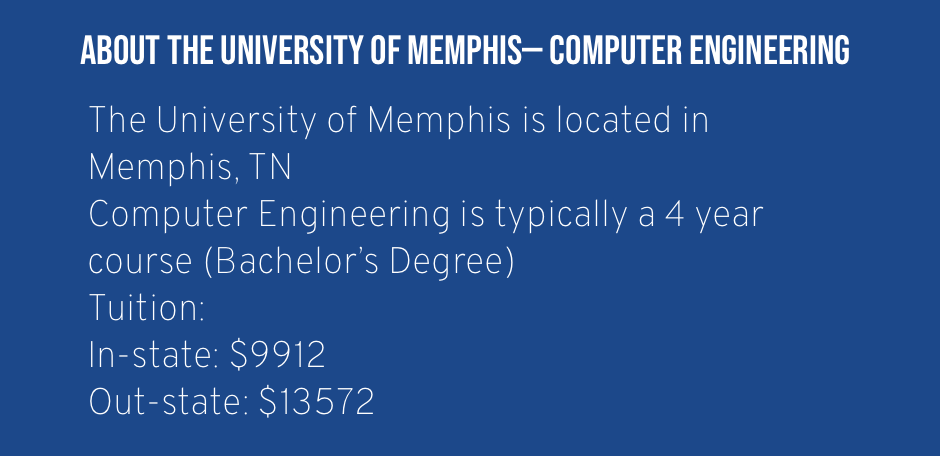 ABOUT THE UNIVERSITY OF MEMPHIS— COMPUTER ENGINEERING
The University of Memphis is located in
Memphis, TN
Computer Engineering is typically a 4 year
course (Bachelor’s Degree)
Tuition:
In-state: $9912
Out-state: $13572